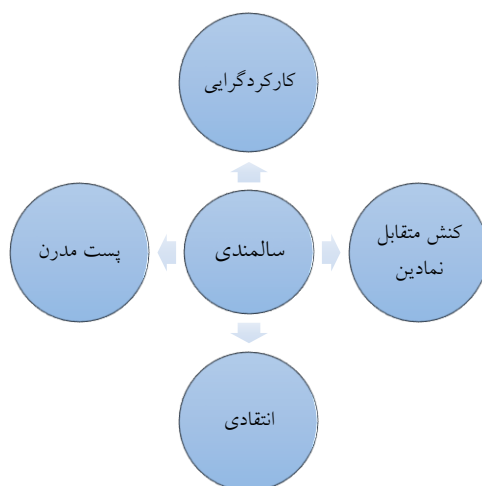 کارکردگرایی
کنش متقابل
نمادین
سالمندی
پست مدرن
انتقادی